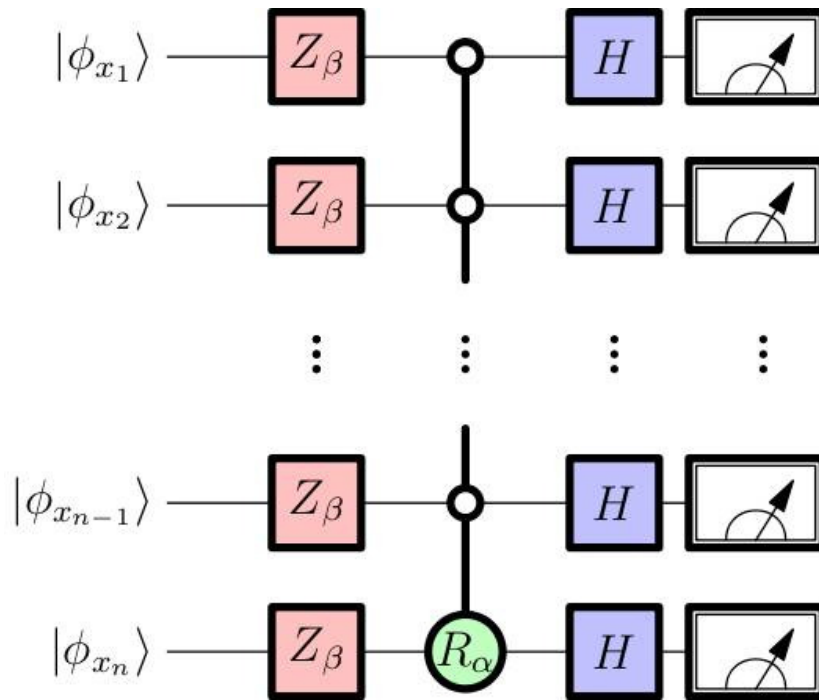 |ϕ_{x_1}⟩ Z_β H
|ϕ_{x_2}⟩ Z_β H
⋮ ⋮ ⋮ ⋮
|ϕ_{x_{n−1}}⟩ Z_β H
|ϕ_{x_n}⟩ Z_β R_α H